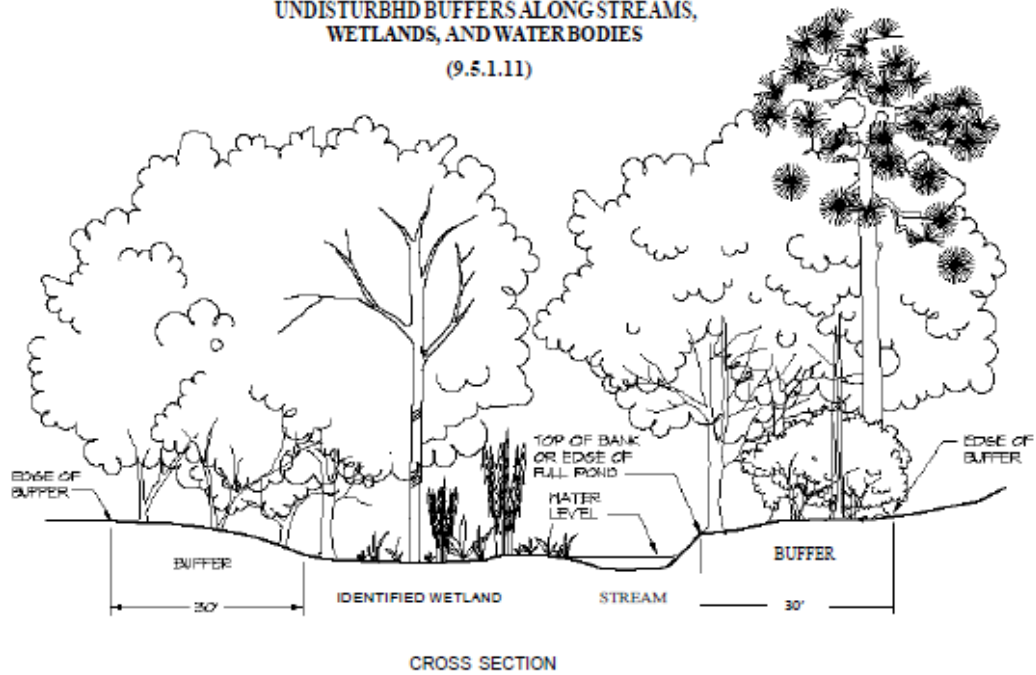 UNDISTURBHD BUFFERS ALONG STREAMS,
WETLANDS, AND WATER BODIES
(9.5.1.11)
TOP OF BANK
OR EDGE OF
FULL POND
WATER
LEVEL
EDGE OF
BUFFER
EDGE OF
BUFFER
BUFFER
BUFFER
30'
IDENTIFIED WETLAND
STREAM
30'
CROSS SECTION